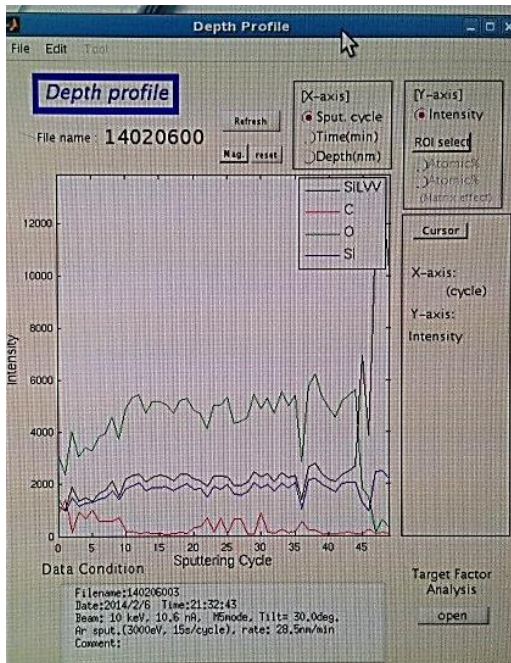 Depth Profile
File Edit Tool
Depth profile
File name : 14020600
Refresh
Mag. reset
[X-axis]
Sput. cycle
Time(min)
Depth(nm)
[Y-axis]
Intensity
ROI select
Atomic%
Atomic%
(Matrix effect)
SiLVV
C
O
Si
Cursor
X-axis:
(cycle)
Y-axis:
Intensity
12000
10000
8000
6000
4000
2000
0
Intensity
0 5 10 15 20 25 30 35 40 45
Sputtering Cycle
Data Condition
Filename:140206003
Date:2014/2/6 Time:21:32:43
Beam: 10 keV, 10.6 nA, M5mode, Tilt= 30.0deg.
Ar sput.(3000eV, 15s/cycle), rate: 28.5nm/min
Comment:
Target Factor
Analysis
open